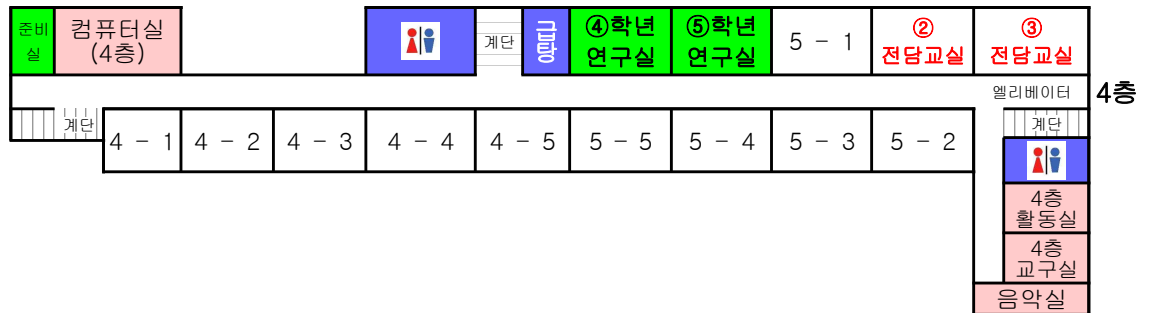 준비
실
컴퓨터실
(4층)
계단
급탕
④학년
연구실
⑤학년
연구실
5 - 1
②
전담교실
③
전담교실
엘리베이터
4층
계단
4 - 1
4 - 2
4 - 3
4 - 4
4 - 5
5 - 5
5 - 4
5 - 3
5 - 2
계단
4층
활동실
4층
교구실
음악실